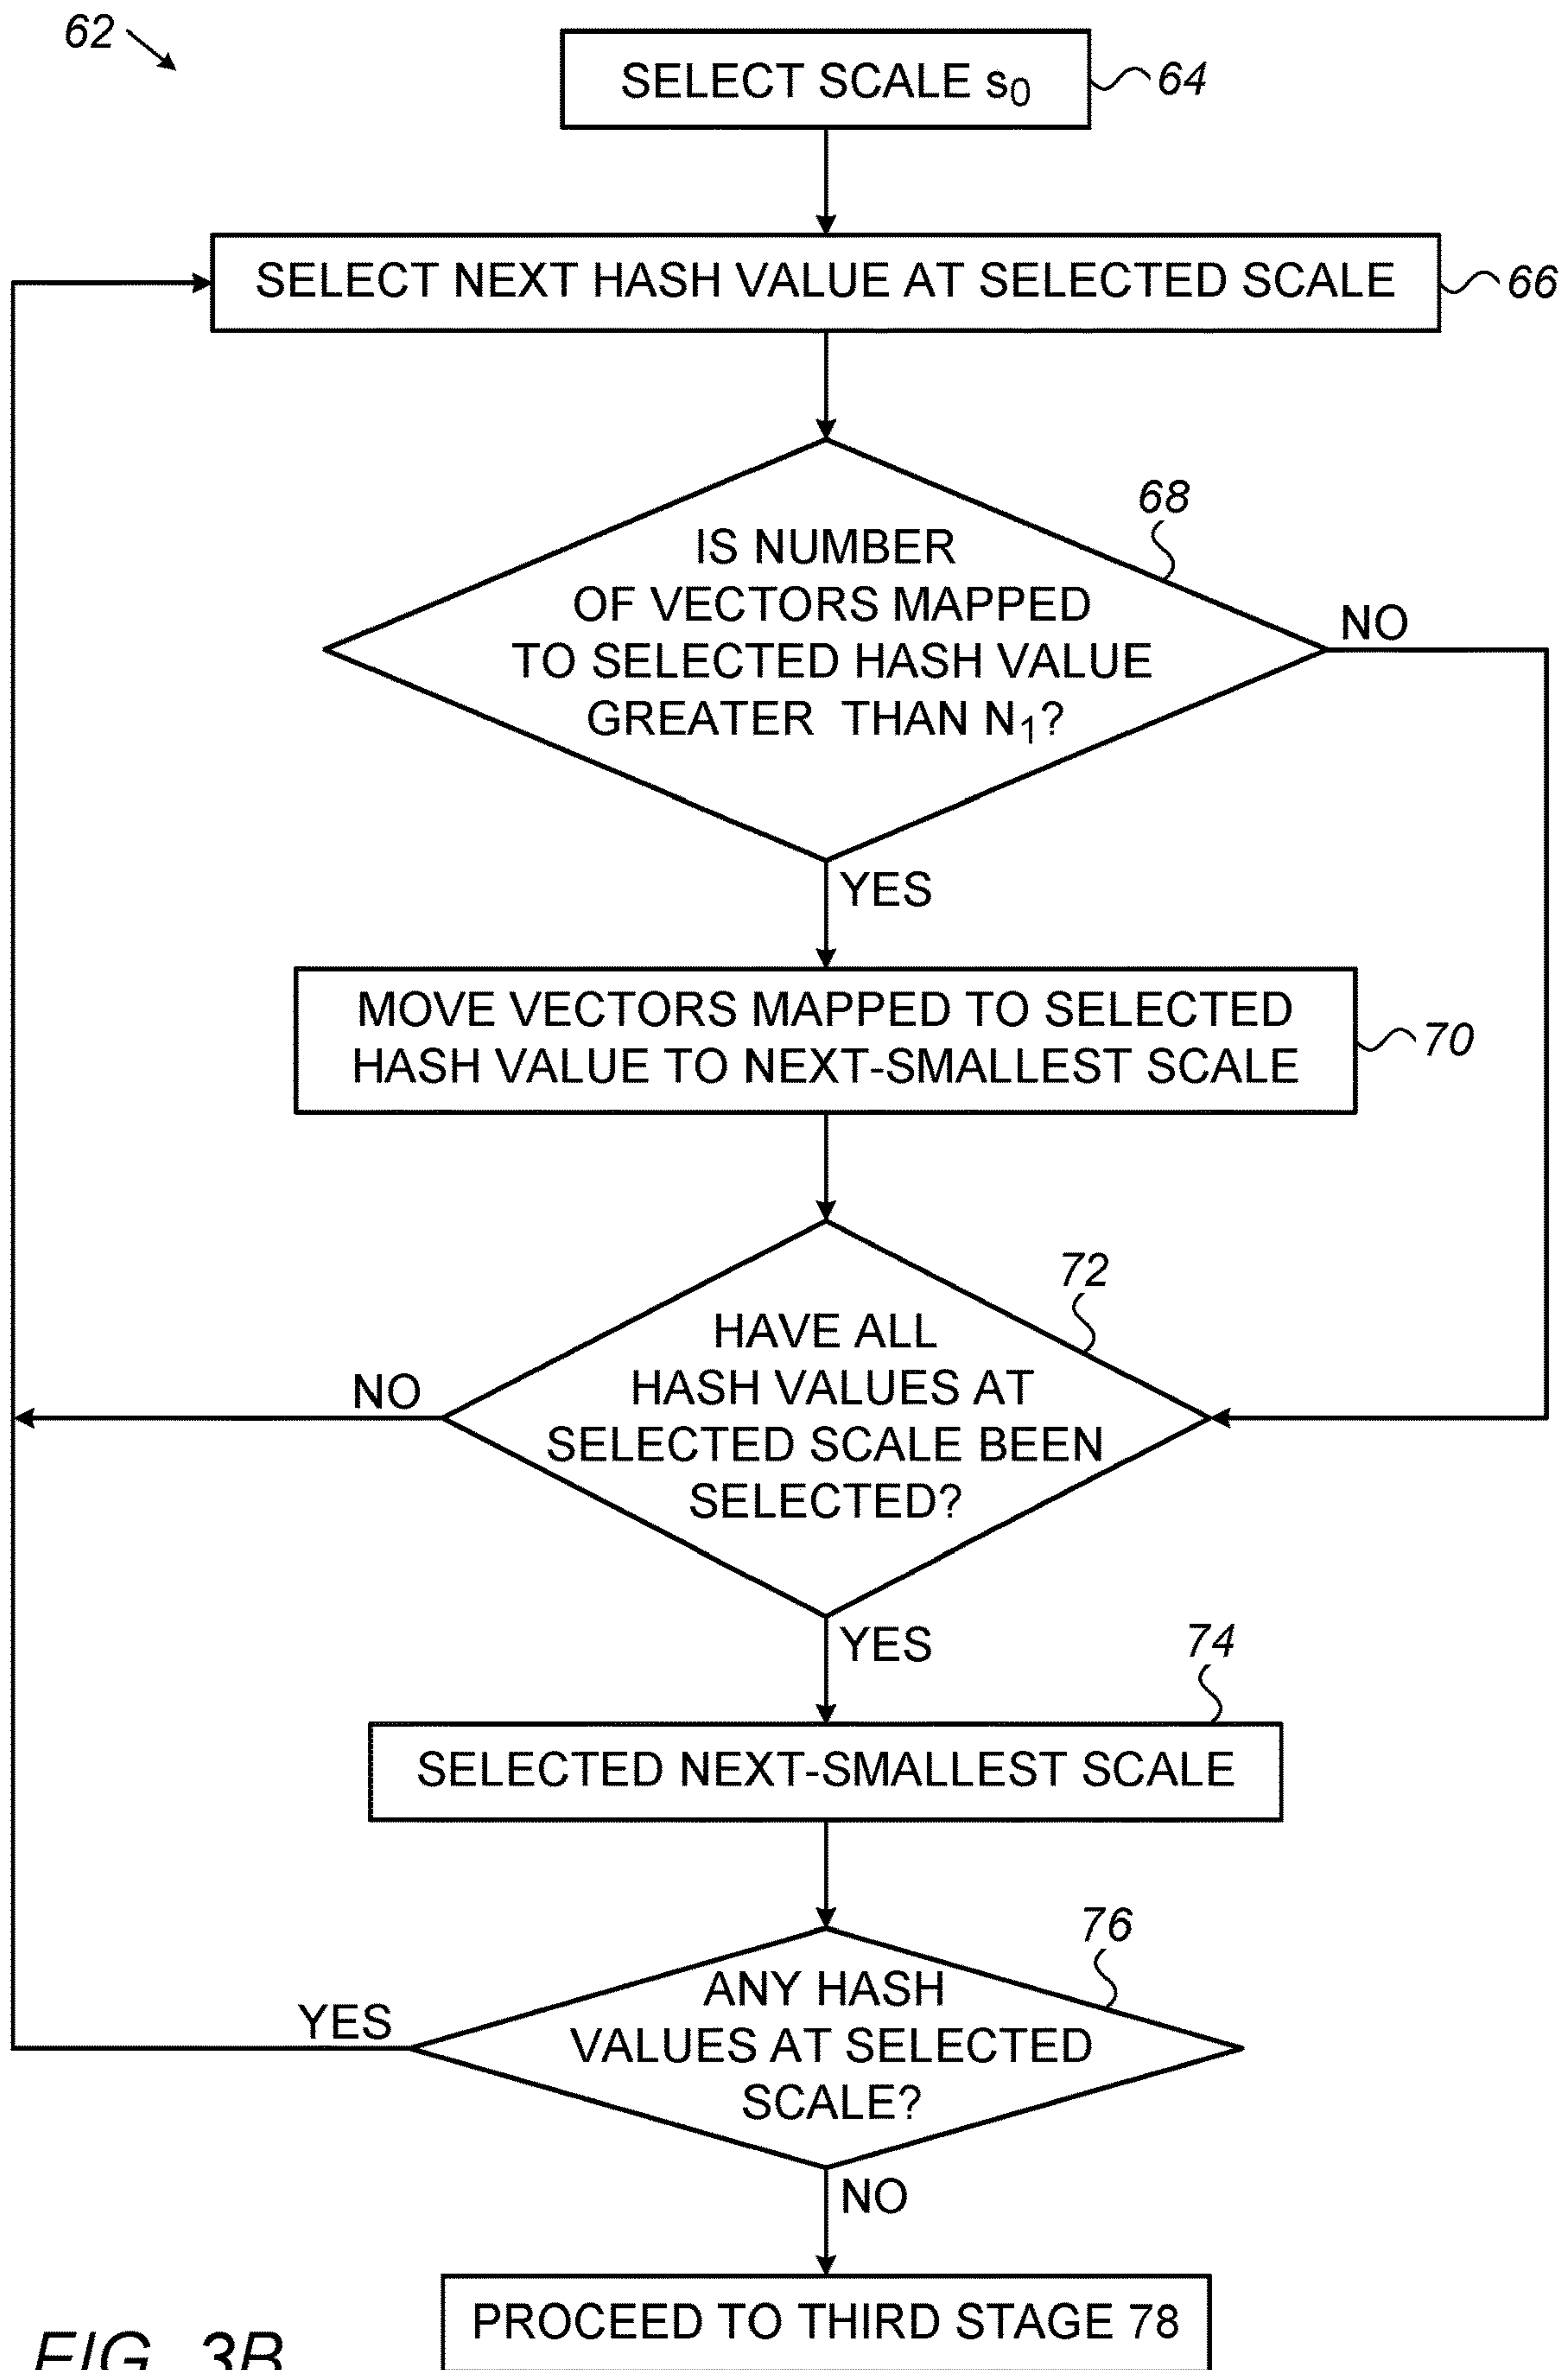 62
SELECT SCALE s₀
64
SELECT NEXT HASH VALUE AT SELECTED SCALE
66
68
IS NUMBER
OF VECTORS MAPPED
TO SELECTED HASH VALUE
GREATER THAN N₁?
NO
YES
MOVE VECTORS MAPPED TO SELECTED
HASH VALUE TO NEXT-SMALLEST SCALE
70
72
HAVE ALL
HASH VALUES AT
SELECTED SCALE BEEN
SELECTED?
NO
YES
74
SELECTED NEXT-SMALLEST SCALE
76
ANY HASH
VALUES AT SELECTED
SCALE?
YES
NO
PROCEED TO THIRD STAGE 78
FIG. 3B